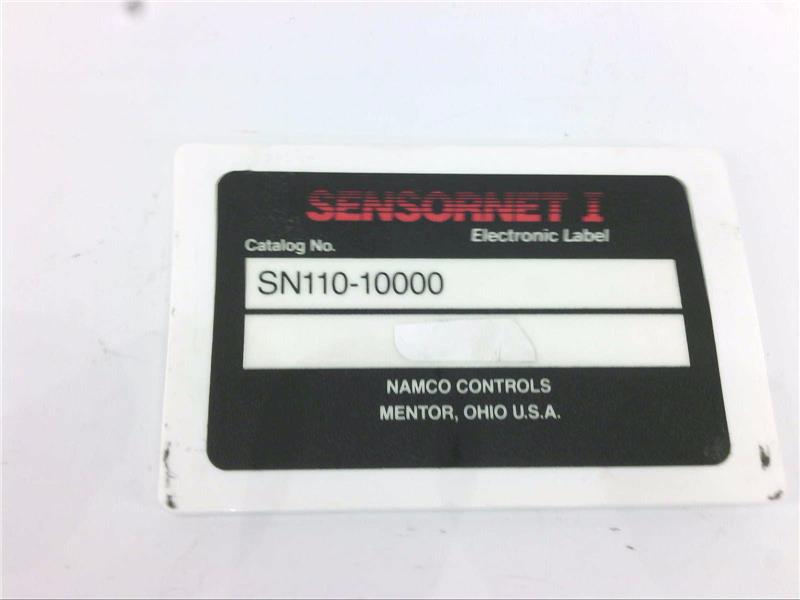 SENSORNET I
Electronic Label
Catalog No.
SN110-10000
NAMCO CONTROLS
MENTOR, OHIO U.S.A.